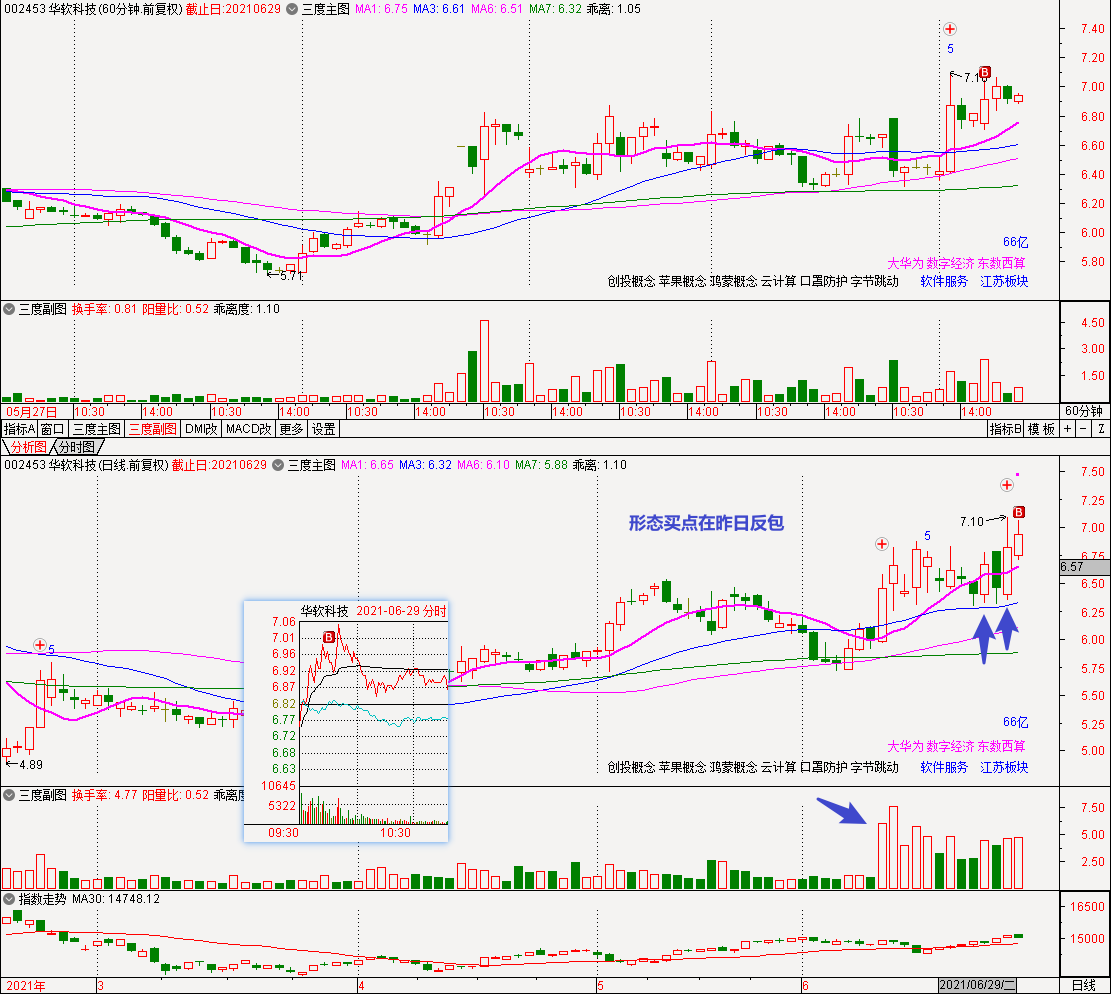 002453 华软科技(60分钟.前复权) 截止日:20210629 三度主图 MA1: 6.75 MA3: 6.61 MA6: 6.51 MA7: 6.32 乖离: 1.05
7.40
5
7.20
B
7.00
6.80
6.60
6.40
6.20
6.00
66亿
5.80
大华为 数字经济 东数西算
5.71
创投概念 苹果概念 鸿蒙概念 云计算 口罩防护 字节跳动 软件服务 江苏板块
三度副图 换手率: 0.81 阳量比: 0.52 乖离度: 1.10
4.50
3.00
1.50
05月27日 10:30 14:00 10:30 14:00 10:30 14:00 10:30 14:00 10:30 14:00 10:30 14:00 10:30 14:00 60分钟
指标A 窗口 三度主图 三度副图 DMI改 MACD改 更多 设置 指标B 模 板 + - Z
分析图 分时图
002453 华软科技(日线.前复权) 截止日:20210629 三度主图 MA1: 6.65 MA3: 6.32 MA6: 6.10 MA7: 5.88 乖离: 1.10
7.50
7.25
B
7.10
形态买点在昨日反包
7.00
5
6.75
6.57
6.50
6.25
6.00
5.75
5.50
5.25
5.00
5
4.89
华软科技 2021-06-29 分时
7.06
7.01
B
6.96
6.92
6.87
6.82
6.77
6.72
6.68
6.63
10645
5322
09:30 10:30
66亿
大华为 数字经济 东数西算
创投概念 苹果概念 鸿蒙概念 云计算 口罩防护 字节跳动 软件服务 江苏板块
三度副图 换手率: 4.77 阳量比: 0.52 乖离度
7.50
5.00
2.50
指数走势 MA30: 14748.12
16500
15000
2021年 3 4 5 6 2021/06/29/二 日线